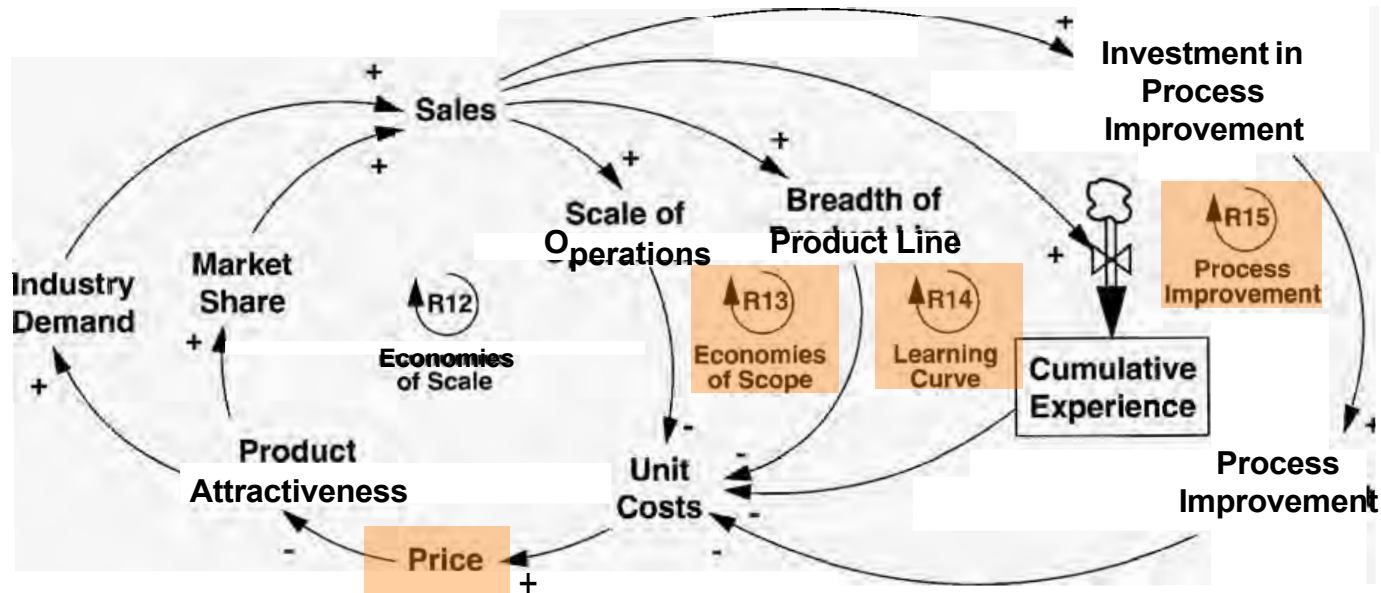 Investment in
Process
Improvement
Sales
Scale of
Operations
Breadth of
Product Line
R15
Process
Improvement
Industry
Demand
Market
Share
R12
Economies
of Scale
R13
Economies
of Scope
R14
Learning
Curve
Cumulative
Experience
Product
Attractiveness
Unit
Costs
Process
Improvement
Price
+
+
+
+
+
+
+
+
+
+
+
-
-
-
-
-